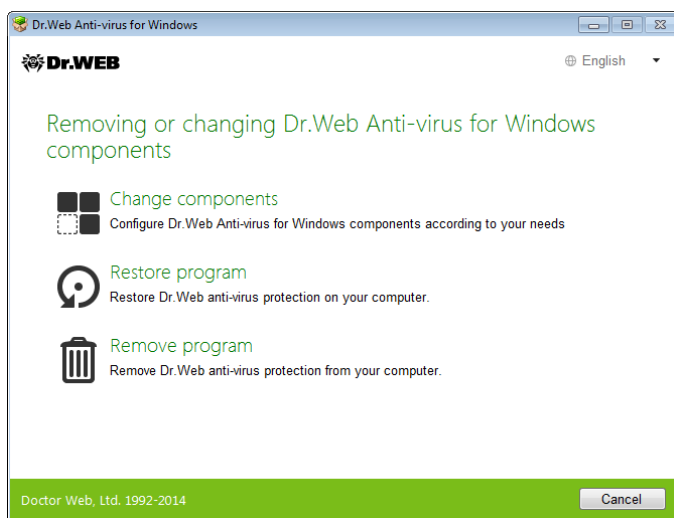 Dr.Web Anti-virus for Windows
Dr.WEB
English
Removing or changing Dr.Web Anti-virus for Windows
components
Change components
Configure Dr.Web Anti-virus for Windows components according to your needs
Restore program
Restore Dr.Web anti-virus protection on your computer.
Remove program
Remove Dr.Web anti-virus protection from your computer.
Doctor Web, Ltd. 1992-2014
Cancel